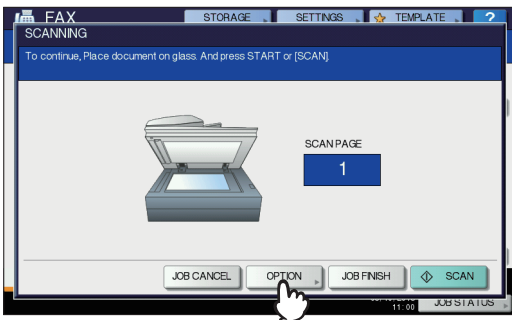 FAX
STORAGE
SETTINGS
TEMPLATE
?
SCANNING
To continue, Place document on glass. And press START or [SCAN].
SCAN PAGE
1
JOB CANCEL
OPTION
JOB FINISH
SCAN
11:00
JOB STATUS